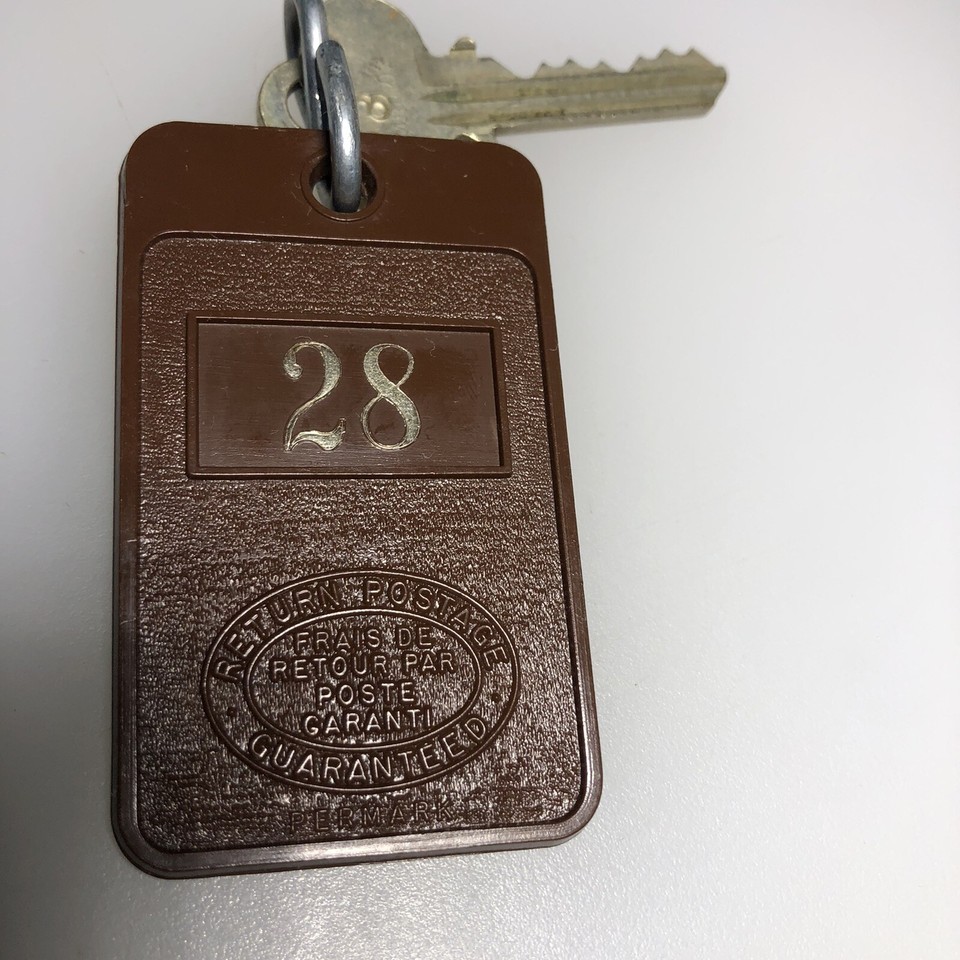 28
RETURN POSTAGE
FRAIS DE
RETOUR PAR
POSTE
GARANTI
GUARANTEED
PERMARK